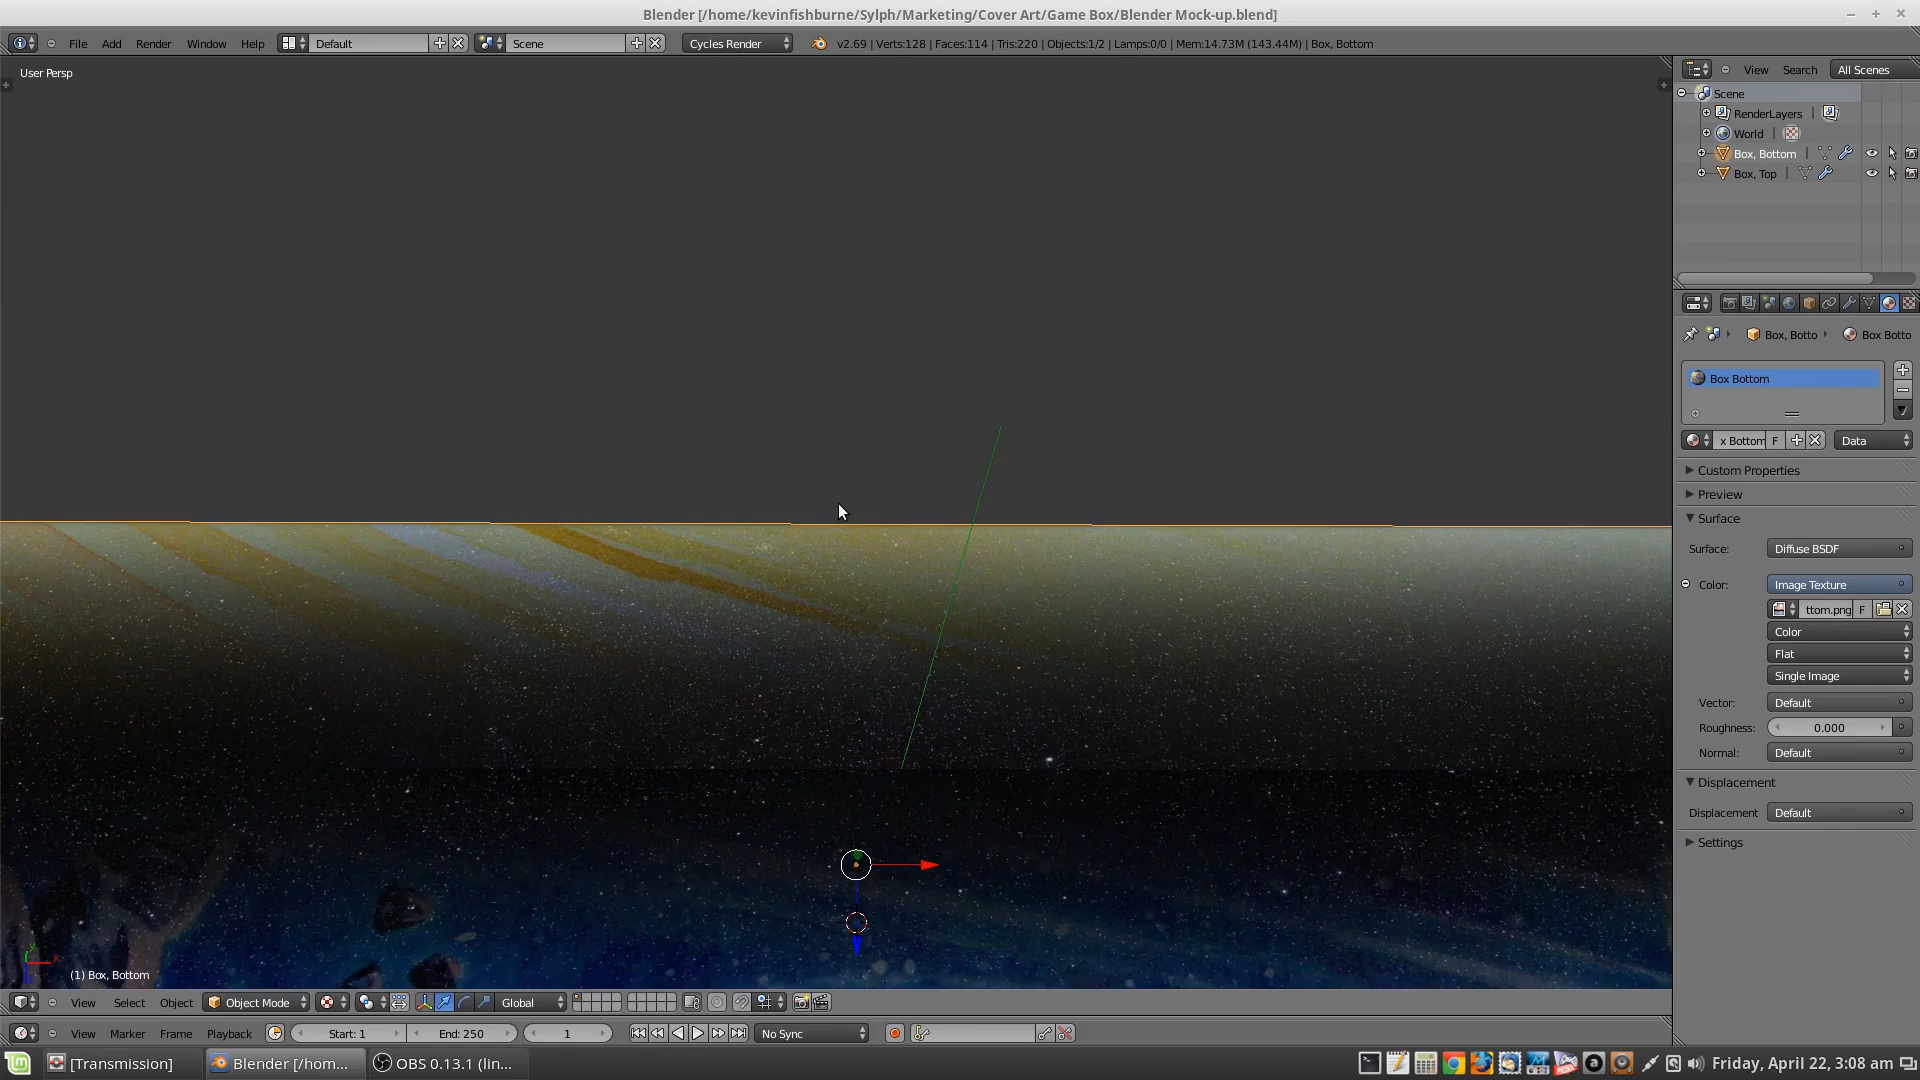 Blender [/home/kevinfishburne/Sylph/Marketing/Cover Art/Game Box/Blender Mock-up.blend]
File Add Render Window Help Default Scene Cycles Render v2.69 | Verts:128 | Faces:114 | Tris:220 | Objects:1/2 | Lamps:0/0 | Mem:14.73M (143.44M) | Box, Bottom
User Persp
View Search All Scenes
Scene
RenderLayers
World
Box, Bottom
Box, Top
Box, Botto Box Botto
Box Bottom
x Bottom F Data
Custom Properties
Preview
Surface
Surface: Diffuse BSDF
Color: Image Texture
ttom.png F
Color
Flat
Single Image
Vector: Default
Roughness: 0.000
Normal: Default
Displacement
Displacement Default
Settings
y
x
(1) Box, Bottom
View Select Object Object Mode Global
View Marker Frame Playback Start: 1 End: 250 1 No Sync
[Transmission] Blender [/hom... OBS 0.13.1 (lin... Friday, April 22, 3:08 am